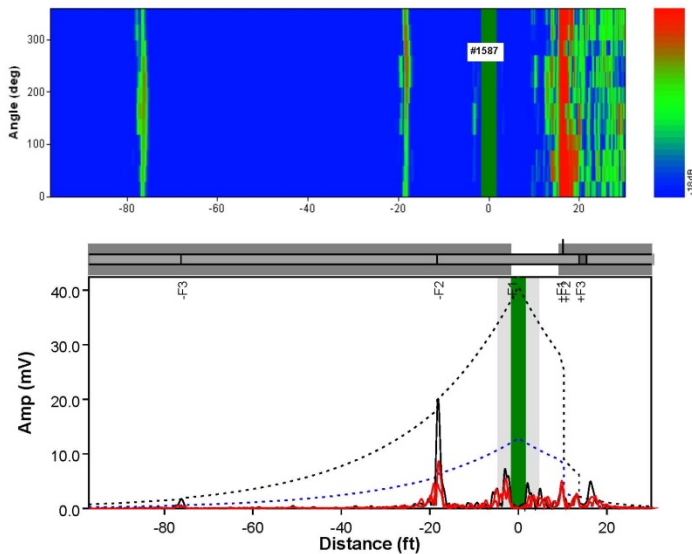 Angle (deg)
300
200
100
0
#1587
-80
-60
-40
-20
0
20
-18dB
-F3
-F2
-F1
+F1
+F2
+F3
Amp (mV)
40.0
30.0
20.0
10.0
0.0
-80
-60
-40
-20
0
20
Distance (ft)